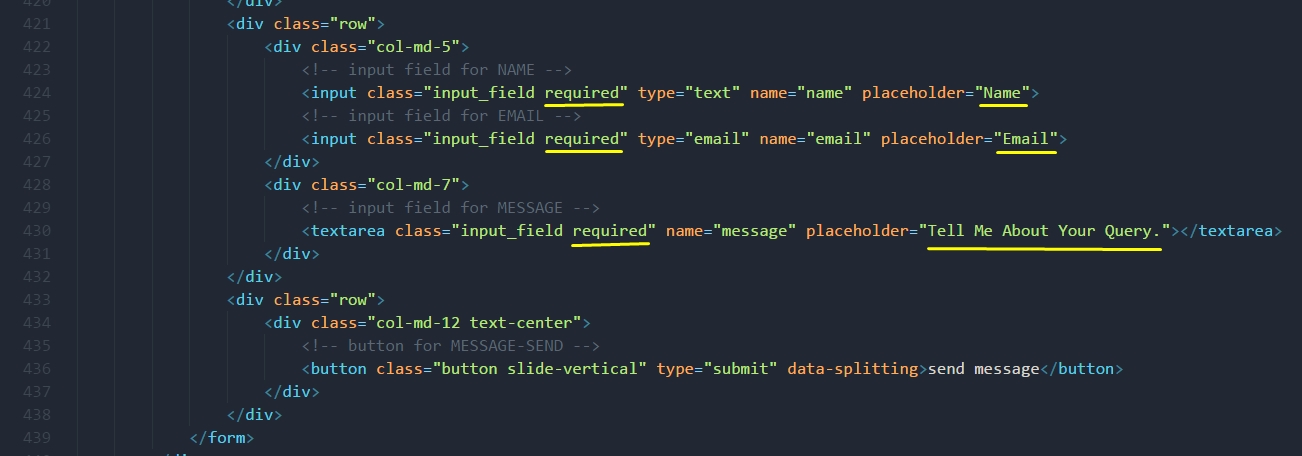 420 </div>
421 <div class="row">
422 <div class="col-md-5">
423 <!-- input field for NAME -->
424 <input class="input_field required" type="text" name="name" placeholder="Name">
425 <!-- input field for EMAIL -->
426 <input class="input_field required" type="email" name="email" placeholder="Email">
427 </div>
428 <div class="col-md-7">
429 <!-- input field for MESSAGE -->
430 <textarea class="input_field required" name="message" placeholder="Tell Me About Your Query."></textarea>
431 </div>
432 </div>
433 <div class="row">
434 <div class="col-md-12 text-center">
435 <!-- button for MESSAGE-SEND -->
436 <button class="button slide-vertical" type="submit" data-splitting>send message</button>
437 </div>
438 </div>
439 </form>